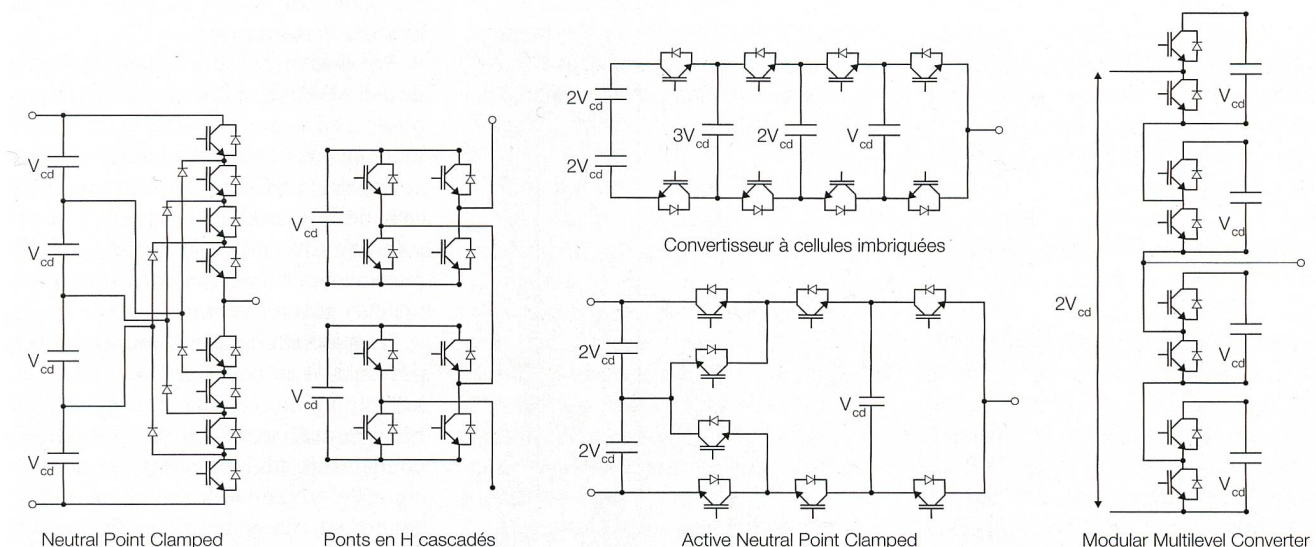 V cd
V cd
V cd
V cd
Neutral Point Clamped
V cd
V cd
Ponts en H cascadés
2V cd
2V cd
3V cd
2V cd
V cd
Convertisseur à cellules imbriquées
2V cd
2V cd
V cd
Active Neutral Point Clamped
2V cd
V cd
V cd
V cd
V cd
Modular Multilevel Converter